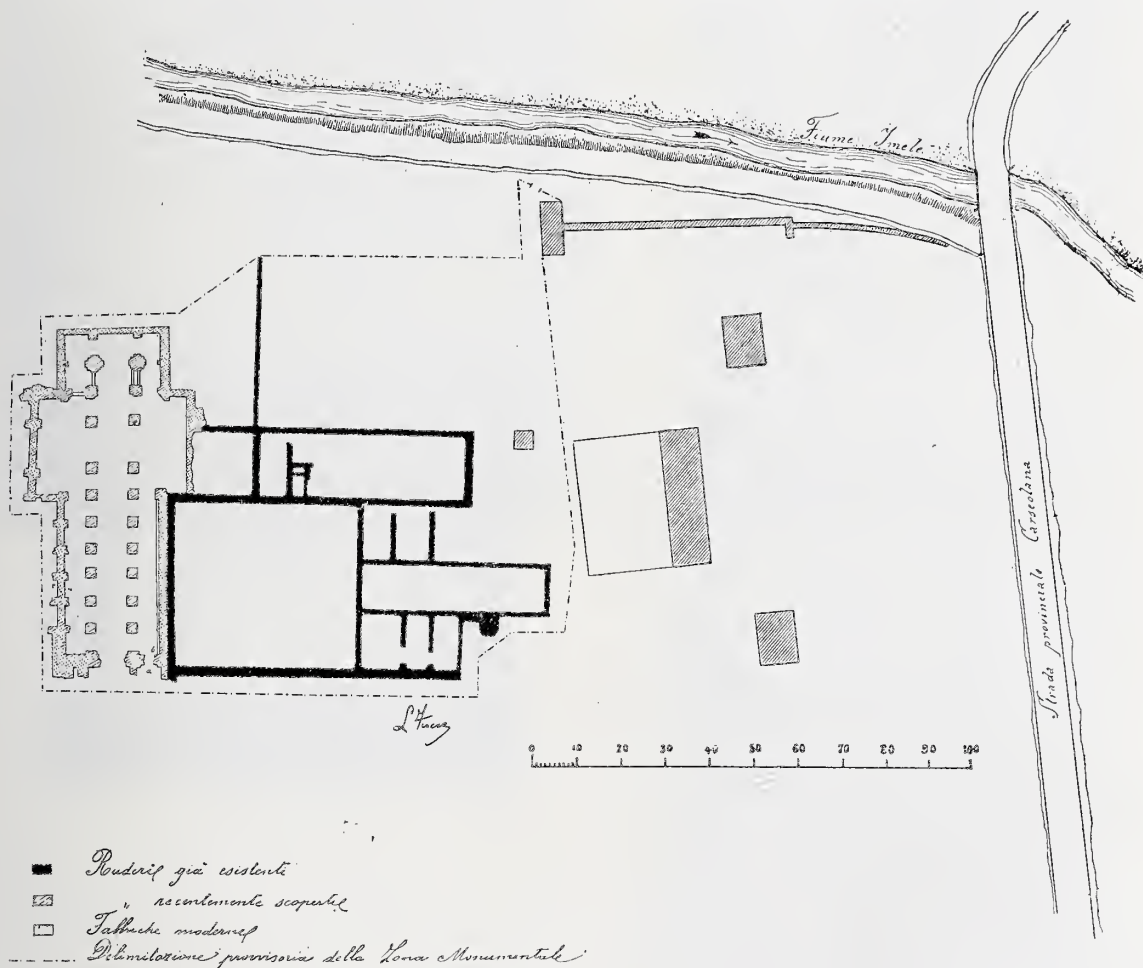 Fiume Imele
Strada provinciale Carseolana
0 10 20 30 40 50 60 70 80 90 100
Ruderi già esistenti
" recentemente scoperti
Fabbriche moderne
Delimitazione provvisoria della Zona Monumentale